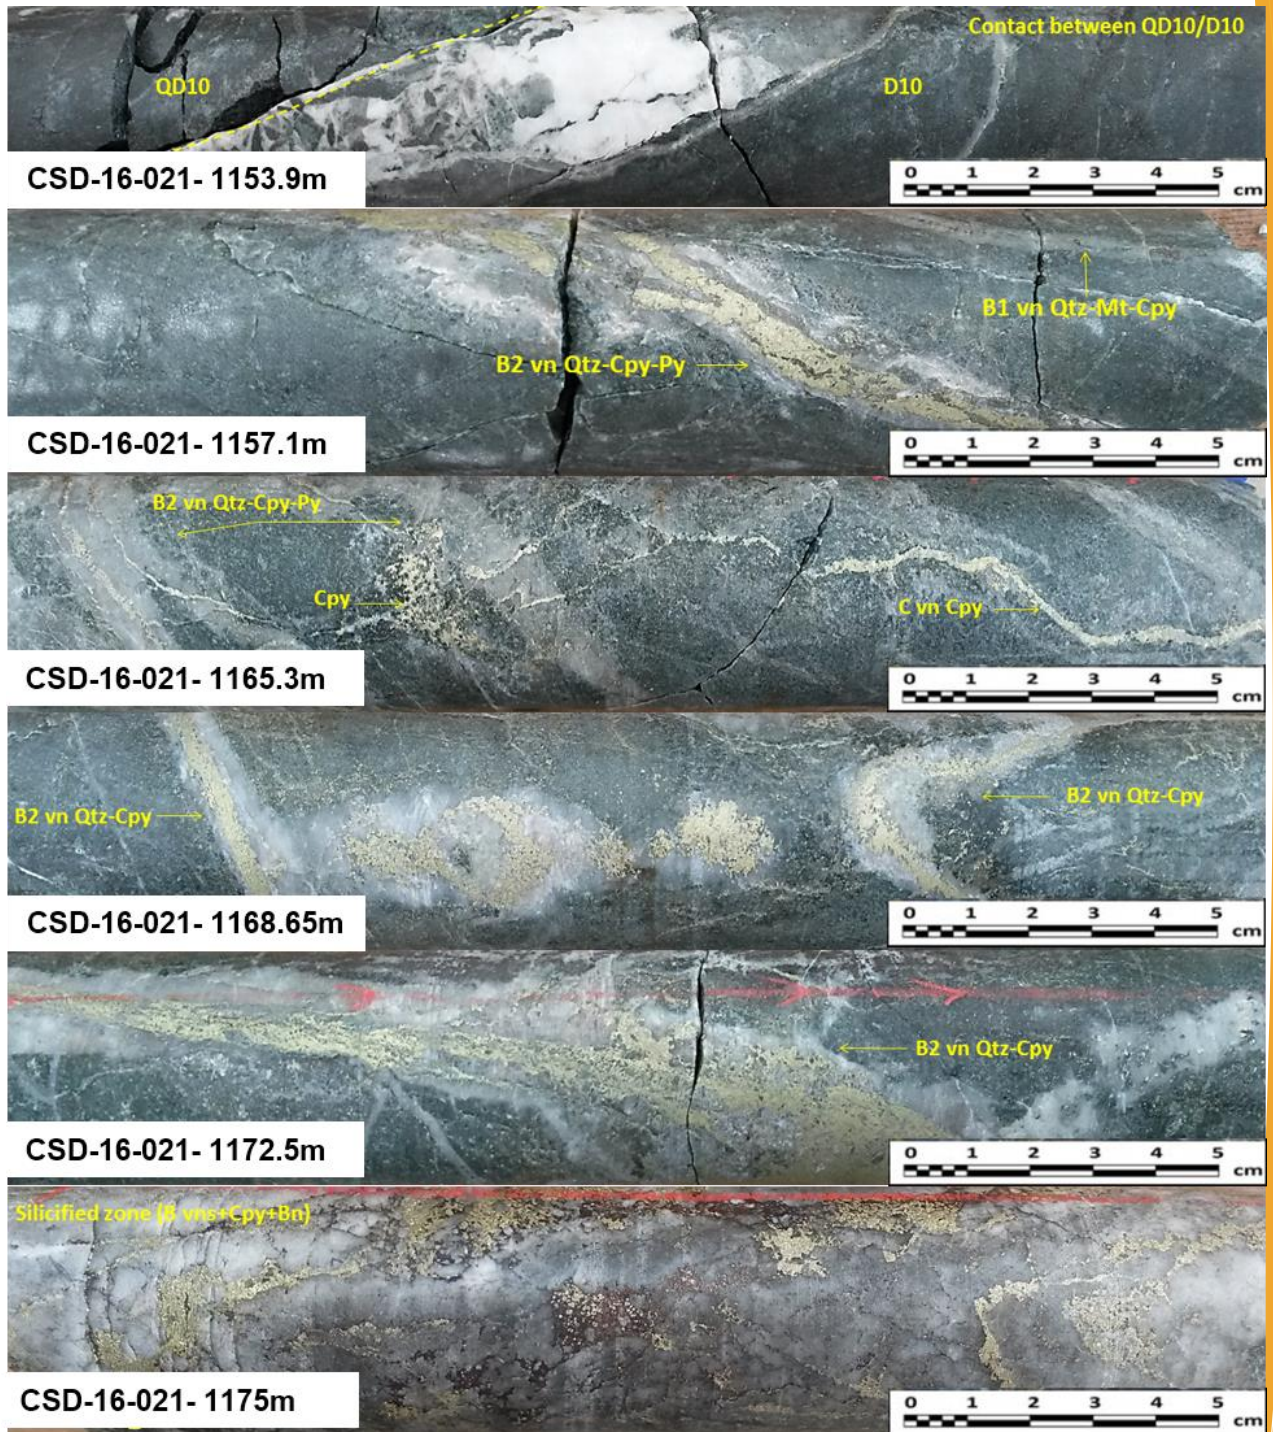 Contact between QD10/D10
QD10
D10
CSD-16-021- 1153.9m
0 1 2 3 4 5
cm
B1 vn Qtz-Mt-Cpy
B2 vn Qtz-Cpy-Py
CSD-16-021- 1157.1m
0 1 2 3 4 5
cm
B2 vn Qtz-Cpy-Py
Cpy
C vn Cpy
CSD-16-021- 1165.3m
0 1 2 3 4 5
cm
B2 vn Qtz-Cpy
B2 vn Qtz-Cpy
CSD-16-021- 1168.65m
0 1 2 3 4 5
cm
B2 vn Qtz-Cpy
CSD-16-021- 1172.5m
0 1 2 3 4 5
cm
Silicified zone (B vns+Cpy+Bn)
CSD-16-021- 1175m
0 1 2 3 4 5
cm